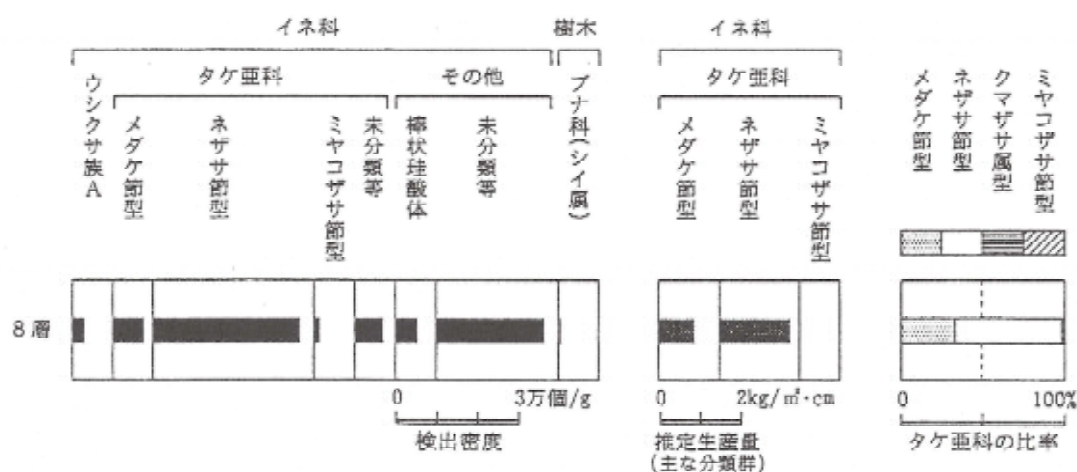 イネ科
樹木
イネ科
タケ亜科
その他
タケ亜科
ウシクサ族A
メダケ節型
ネザサ節型
ミヤコザサ節型
未分類等
棒状珪酸体
未分類等
ブナ科(シイ属)
メダケ節型
ネザサ節型
ミヤコザサ節型
メダケ節型
ネザサ節型
クマザサ属型
ミヤコザサ節型
8層
0 3万個/g
検出密度
0 2kg/㎡・cm
推定生産量
(主な分類群)
0 100%
タケ亜科の比率